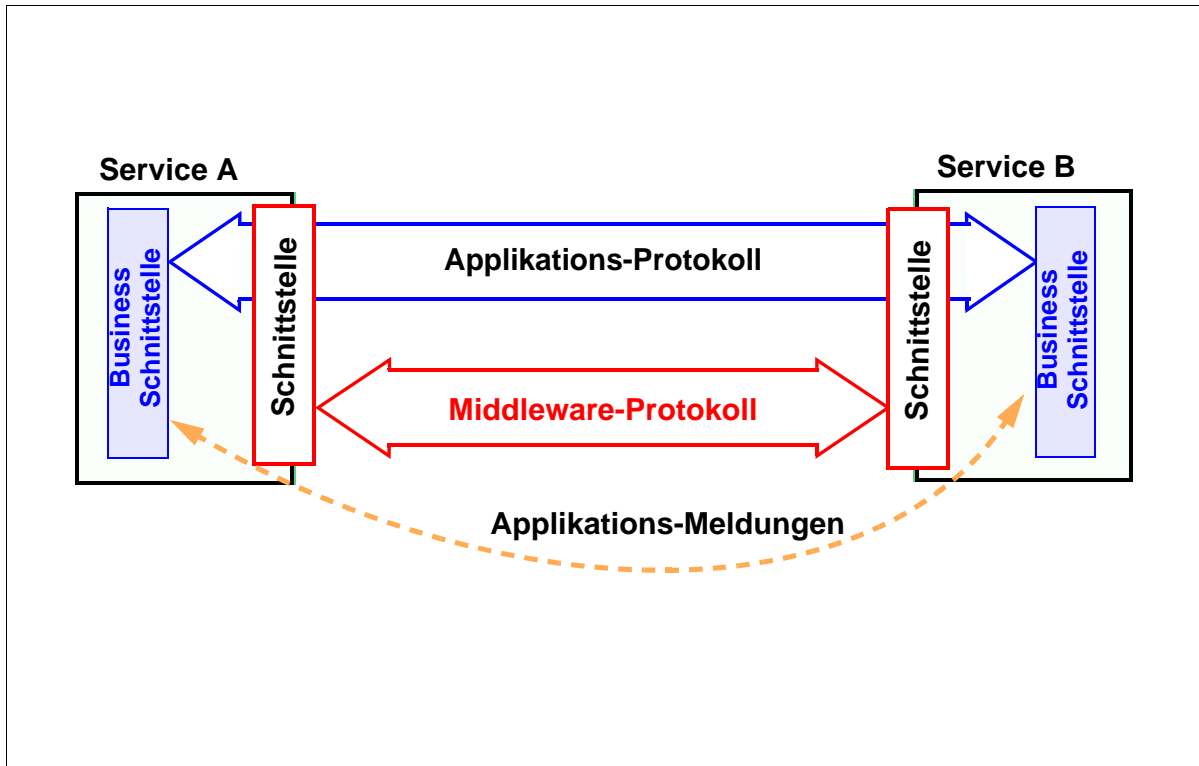 Service A
Service B
Business
Schnittstelle
Schnittstelle
Applikations-Protokoll
Middleware-Protokoll
Schnittstelle
Business
Schnittstelle
Applikations-Meldungen